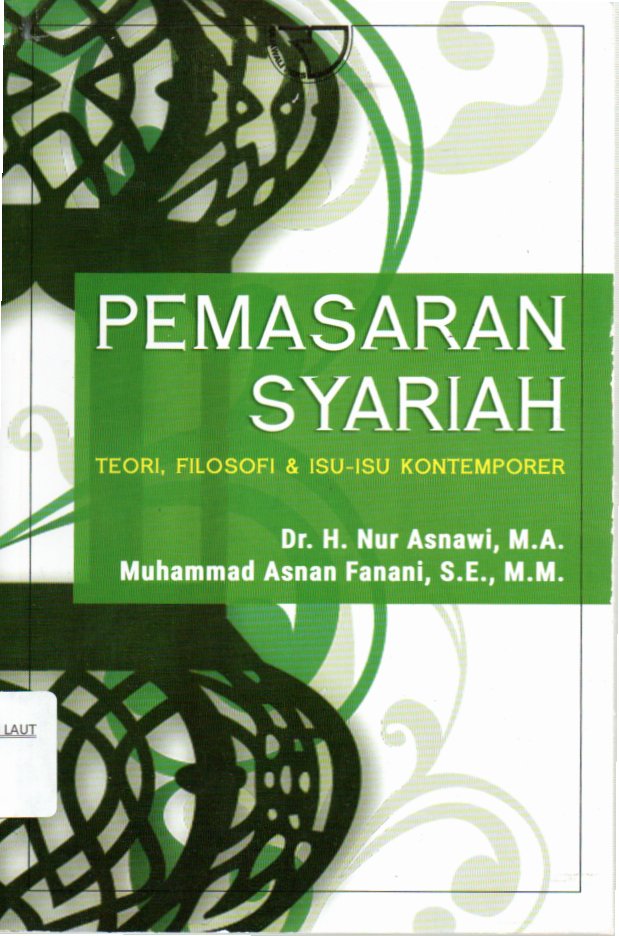 PEMASARAN
SYARIAH
TEORI, FILOSOFI & ISU-ISU KONTEMPORER
Dr. H. Nur Asnawi, M.A.
Muhammad Asnan Fanani, S.E., M.M.
LAUT